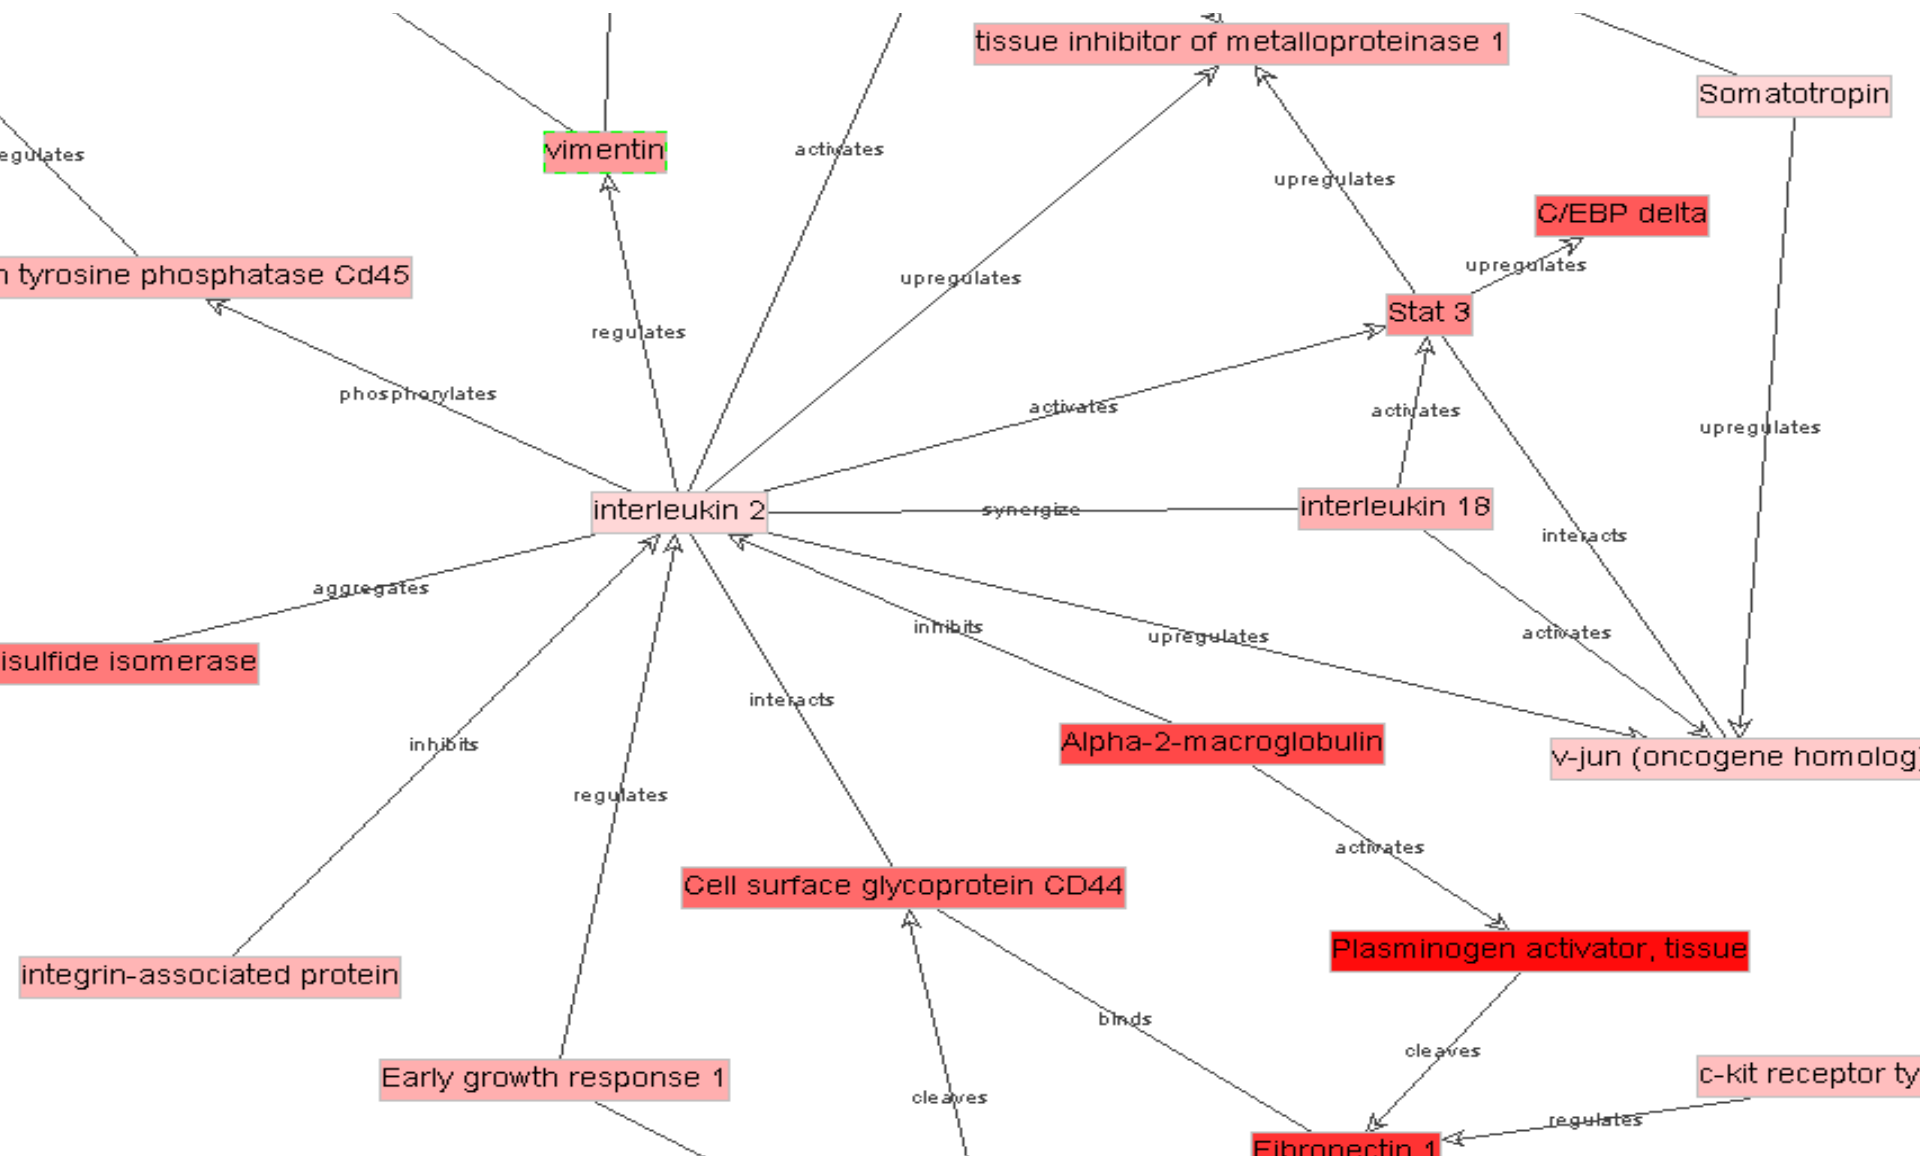 tissue inhibitor of metalloproteinase 1
Somatotropin
vimentin
activates
egulates
upregulates
C/EBP delta
n tyrosine phosphatase Cd45
upregulates
upregulates
Stat 3
regulates
phosphorylates
activates
activates
upregulates
interleukin 2
synergize
interleukin 18
interacts
aggregates
inhibits
upregulates
activates
isulfide isomerase
interacts
inhibits
Alpha-2-macroglobulin
v-jun (oncogene homolog)
regulates
activates
Cell surface glycoprotein CD44
Plasminogen activator, tissue
integrin-associated protein
binds
cleaves
Early growth response 1
c-kit receptor ty
cleaves
regulates
Fibronectin 1